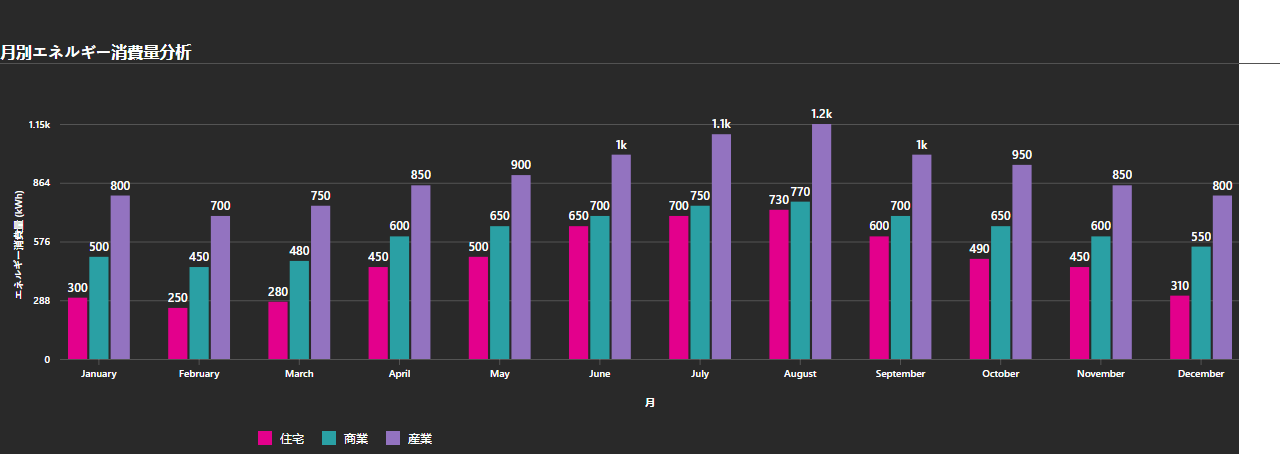 月別エネルギー消費量分析
エネルギー消費量 (kWh)
1.15k
864
576
288
0
300 500 800
250 450 700
280 480 750
450 600 850
500 650 900
650 700 1k
700 750 1.1k
730 770 1.2k
600 700 1k
490 650 950
450 600 850
310 550 800
January February March April May June July August September October November December
月
住宅 商業 産業